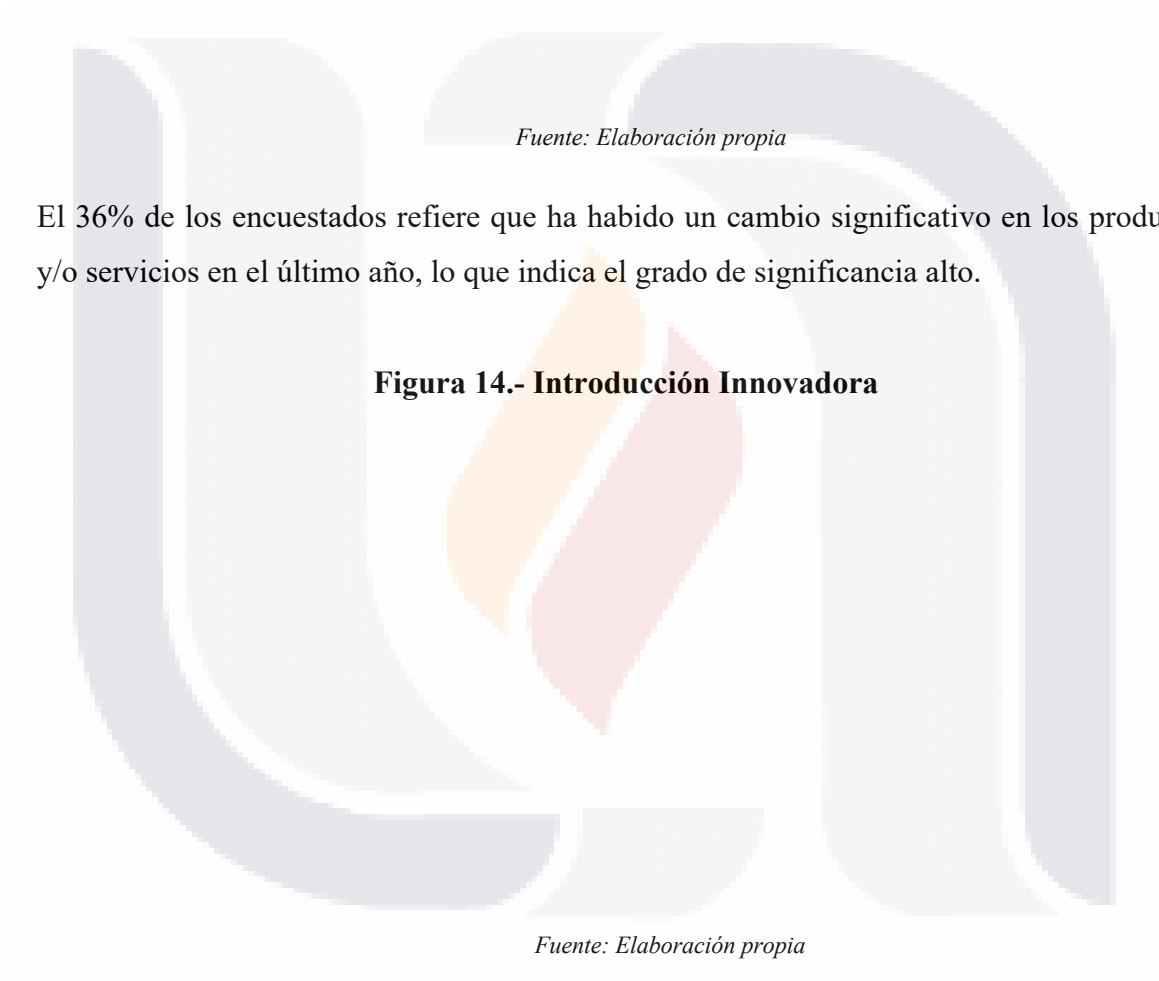 Fuente: Elaboración propia
El 36% de los encuestados refiere que ha habido un cambio significativo en los produ
y/o servicios en el último año, lo que indica el grado de significancia alto.
Figura 14.- Introducción Innovadora
Fuente: Elaboración propia